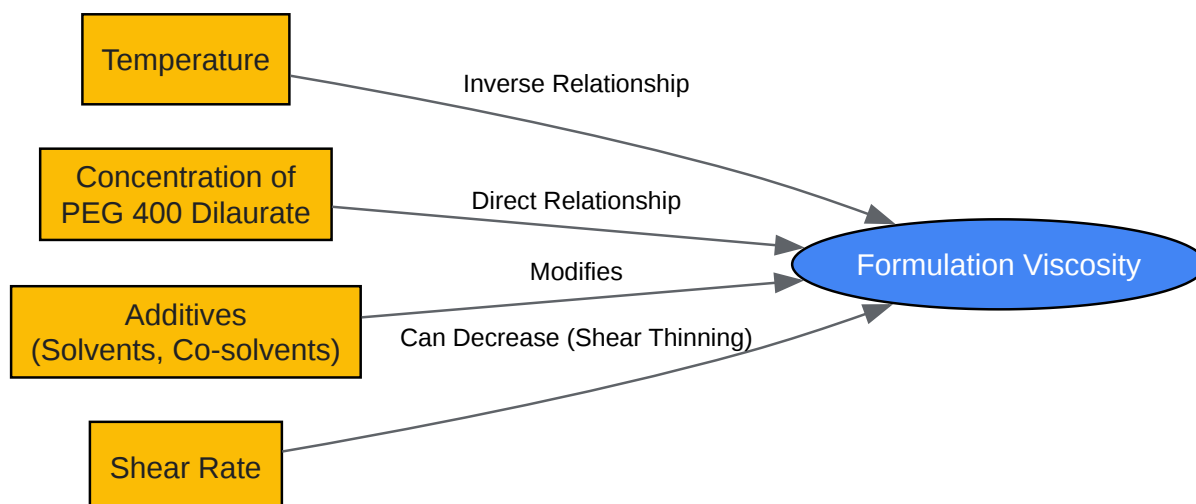 Temperature
Inverse Relationship
Concentration of
PEG 400 Dilaurate
Direct Relationship
Formulation Viscosity
Modifies
Additives
(Solvents, Co-solvents)
Can Decrease (Shear Thinning)
Shear Rate